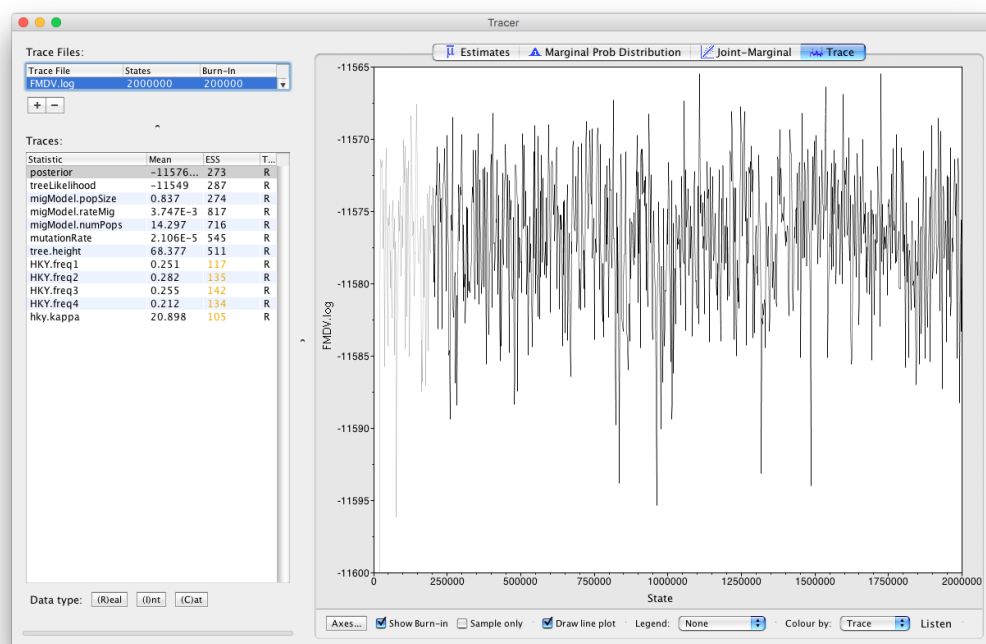 Tracer
Trace Files:
Trace File States Burn-In
FMDV.log 2000000 200000
+ −
Traces:
Statistic Mean ESS T...
posterior -11576... 273 R
treeLikelihood -11549 287 R
migModel.popSize 0.837 274 R
migModel.rateMig 3.747E-3 817 R
migModel.numPops 14.297 716 R
mutationRate 2.106E-5 545 R
tree.height 68.377 511 R
HKY.freq1 0.251 117 R
HKY.freq2 0.282 135 R
HKY.freq3 0.255 142 R
HKY.freq4 0.212 134 R
hky.kappa 20.898 105 R
Data type: (R)eal (I)nt (C)at
μ Estimates Marginal Prob Distribution Joint-Marginal Trace
-11565
-11570
-11575
-11580
-11585
-11590
-11595
-11600
FMDV.log
0 250000 500000 750000 1000000 1250000 1500000 1750000 2000000
State
Axes... Show Burn-in Sample only Draw line plot Legend: None Colour by: Trace Listen